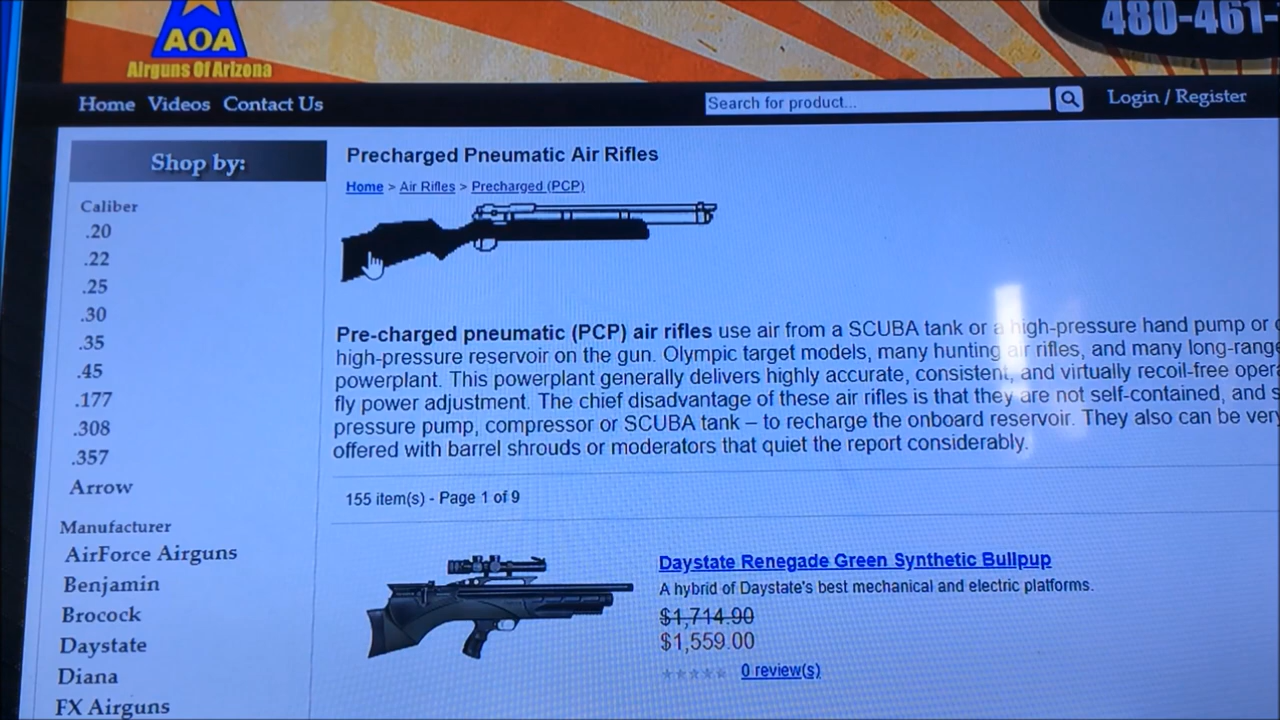 AOA
Airguns Of Arizona
480-461-
Home Videos Contact Us
Search for product...
Login / Register
Shop by:
Caliber
.20
.22
.25
.30
.35
.45
.177
.308
.357
Arrow
Manufacturer
AirForce Airguns
Benjamin
Brocock
Daystate
Diana
FX Airguns
Precharged Pneumatic Air Rifles
Home > Air Rifles > Precharged (PCP)
Pre-charged pneumatic (PCP) air rifles use air from a SCUBA tank or a high-pressure hand pump or
high-pressure reservoir on the gun. Olympic target models, many hunting air rifles, and many long-range
powerplant. This powerplant generally delivers highly accurate, consistent, and virtually recoil-free oper
fly power adjustment. The chief disadvantage of these air rifles is that they are not self-contained, and s
pressure pump, compressor or SCUBA tank – to recharge the onboard reservoir. They also can be ver
offered with barrel shrouds or moderators that quiet the report considerably.
155 item(s) - Page 1 of 9
Daystate Renegade Green Synthetic Bullpup
A hybrid of Daystate's best mechanical and electric platforms.
$1,714.90
$1,559.00
0 review(s)